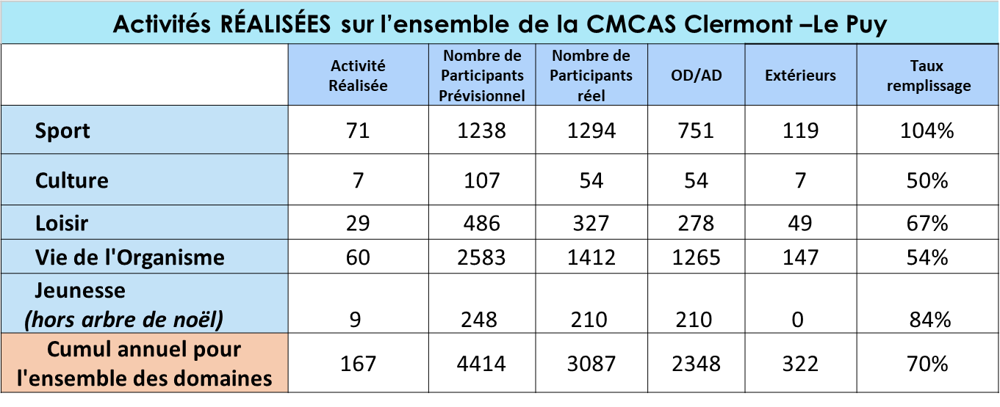 Activités RÉALISÉES sur l’ensemble de la CMCAS Clermont –Le Puy
Activité
Réalisée
Nombre de
Participants
Prévisionnel
Nombre de
Participants
réel
OD/AD
Extérieurs
Taux
remplissage
Sport 71 1238 1294 751 119 104%
Culture 7 107 54 54 7 50%
Loisir 29 486 327 278 49 67%
Vie de l'Organisme 60 2583 1412 1265 147 54%
Jeunesse
(hors arbre de noël) 9 248 210 210 0 84%
Cumul annuel pour
l'ensemble des domaines 167 4414 3087 2348 322 70%